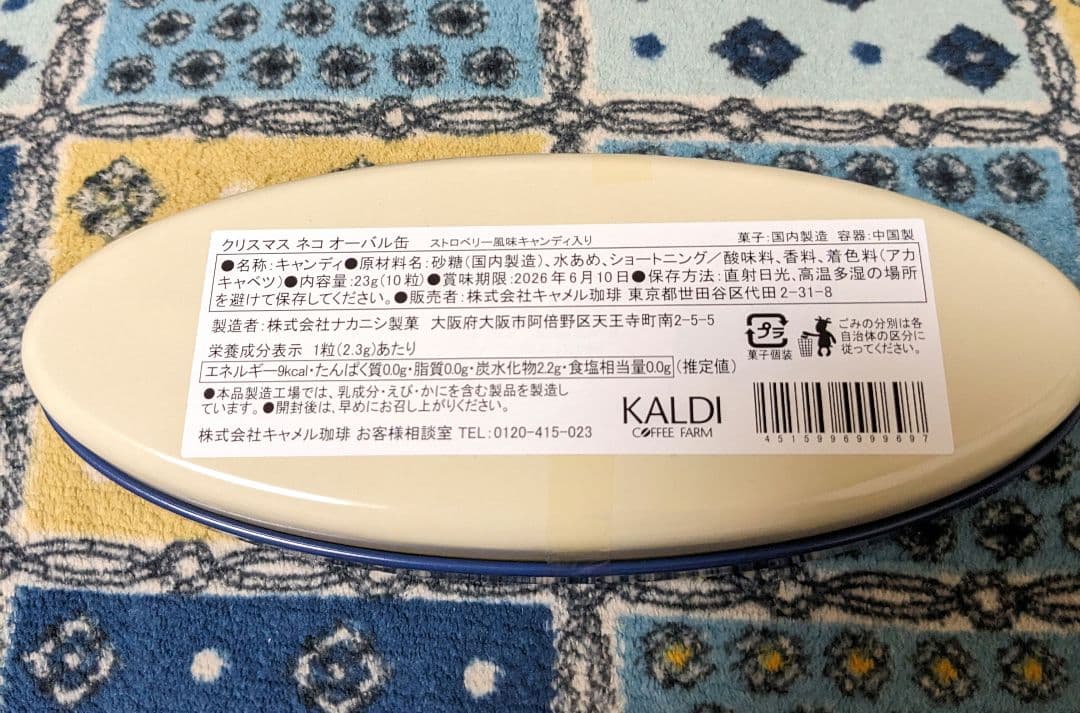 クリスマス ネコ オーバル缶 ストロベリー風味キャンディ入り 菓子:国内製造 容器:中国製
●名称:キャンディ●原材料名:砂糖(国内製造)、水あめ、ショートニング/酸味料、香料、着色料(アカ
キャベツ)●内容量:23g(10粒)●賞味期限:2026年6月10日●保存方法:直射日光、高温多湿の場所
を避けて保存してください。●販売者:株式会社キャメル珈琲 東京都世田谷区代田2-31-8
製造者:株式会社ナカニシ製菓 大阪府大阪市阿倍野区天王寺町南2-5-5
プラ
菓子個装
ごみの分別は各
自治体の区分に
従ってください。
栄養成分表示 1粒(2.3g)あたり
エネルギー9kcal・たんぱく質0.0g・脂質0.0g・炭水化物2.2g・食塩相当量0.0g(推定値)
●本品製造工場では、乳成分・えび・かにを含む製品を製造し
ています。●開封後は、早めにお召し上がりください。
株式会社キャメル珈琲 お客様相談室 TEL:0120-415-023
KALDI
COFFEE FARM
4515996999697